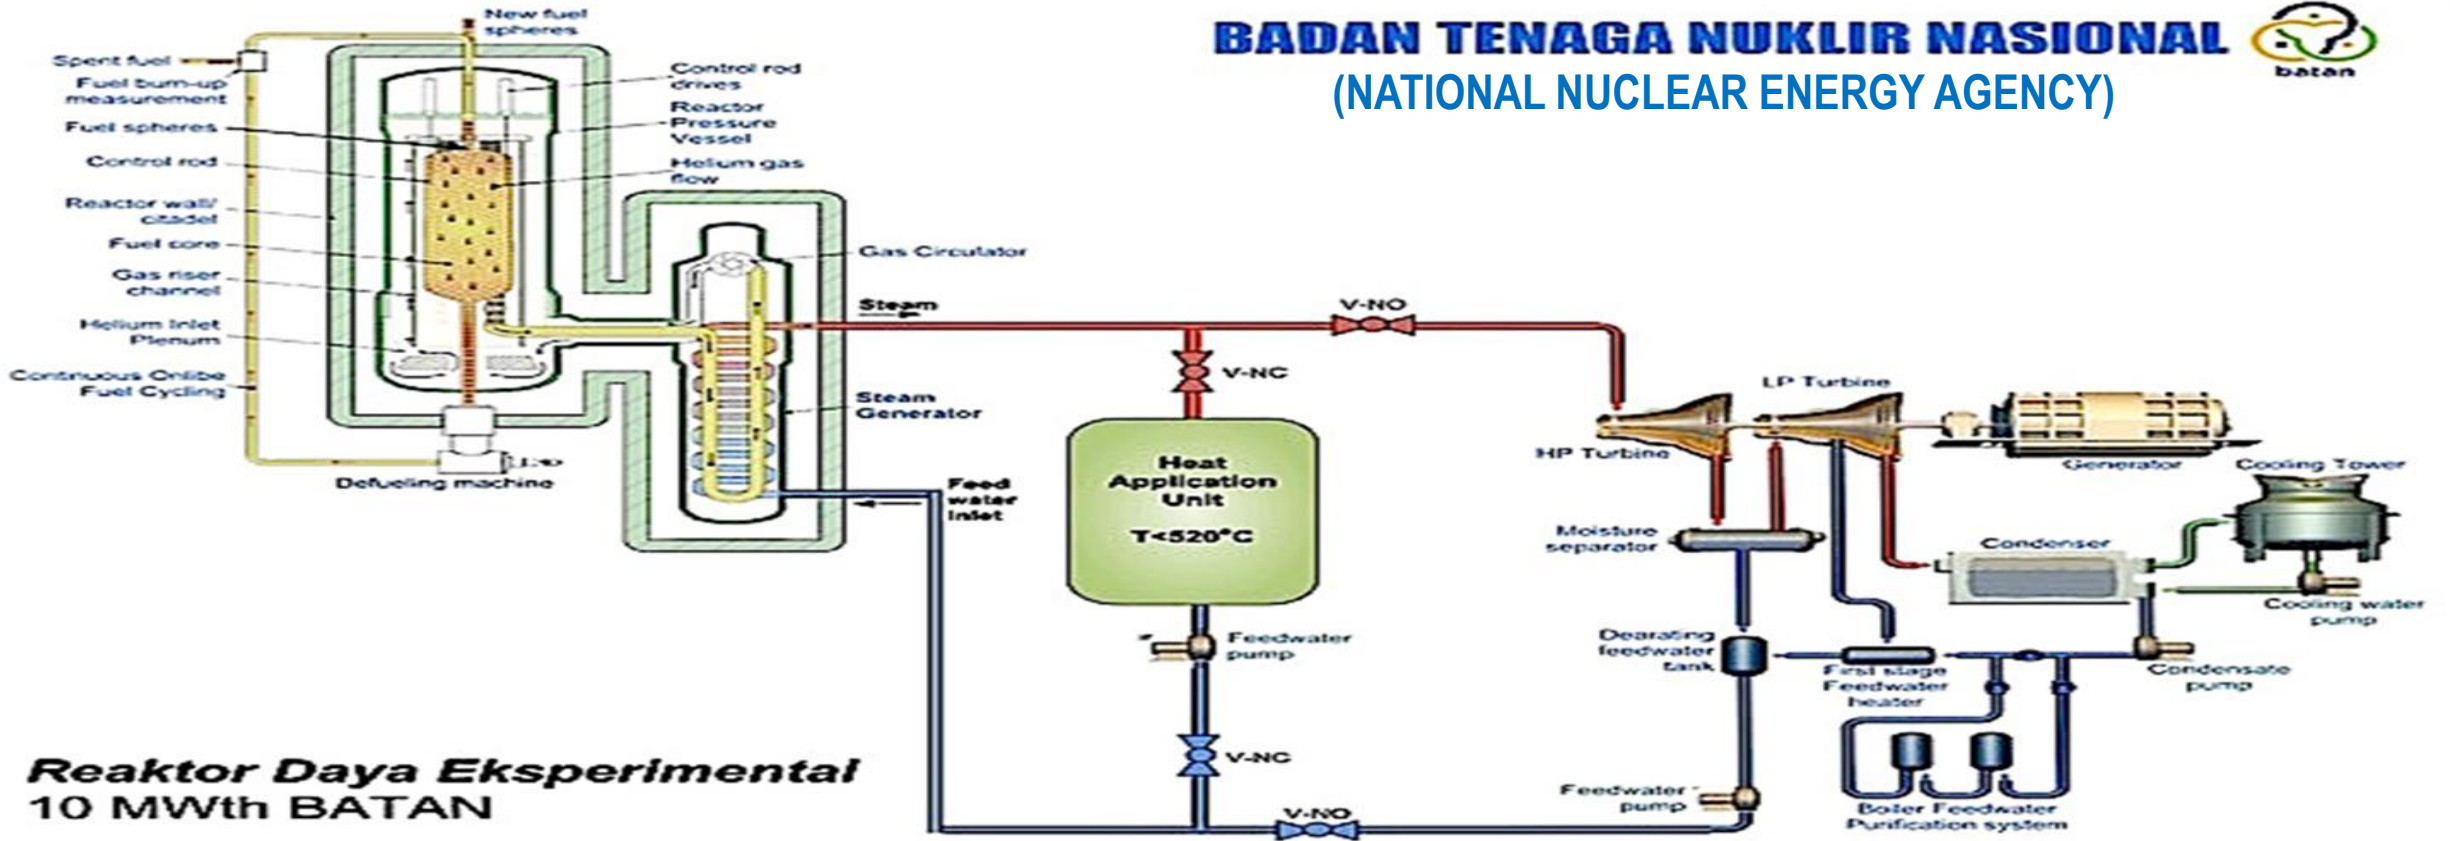 BADAN TENAGA NUKLIR NASIONAL
(NATIONAL NUCLEAR ENERGY AGENCY)
batan
New fuel
spheres
Spent fuel
Fuel burn-up
measurement
Fuel spheres
Control rod
Reactor wall/
citadel
Fuel core
Gas riser
channel
Helium Inlet
Plenum
Continuous Onlibe
Fuel Cycling
Defueling machine
Control rod
drives
Reactor
Pressure
Vessel
Helium gas
flow
Gas Circulator
Steam
Steam
Generator
Feed
water
inlet
V-NO
V-NC
Heat
Application
Unit
T<520°C
Feedwater
pump
V-NC
V-NO
HP Turbine
LP Turbine
Generator
Cooling Tower
Moisture
separator
Condenser
Cooling water
pump
Dearating
feedwater
tank
First stage
Feedwater
heater
Condensate
pump
Feedwater
pump
Boiler Feedwater
Purification system
Reaktor Daya Eksperimental
10 MWth BATAN